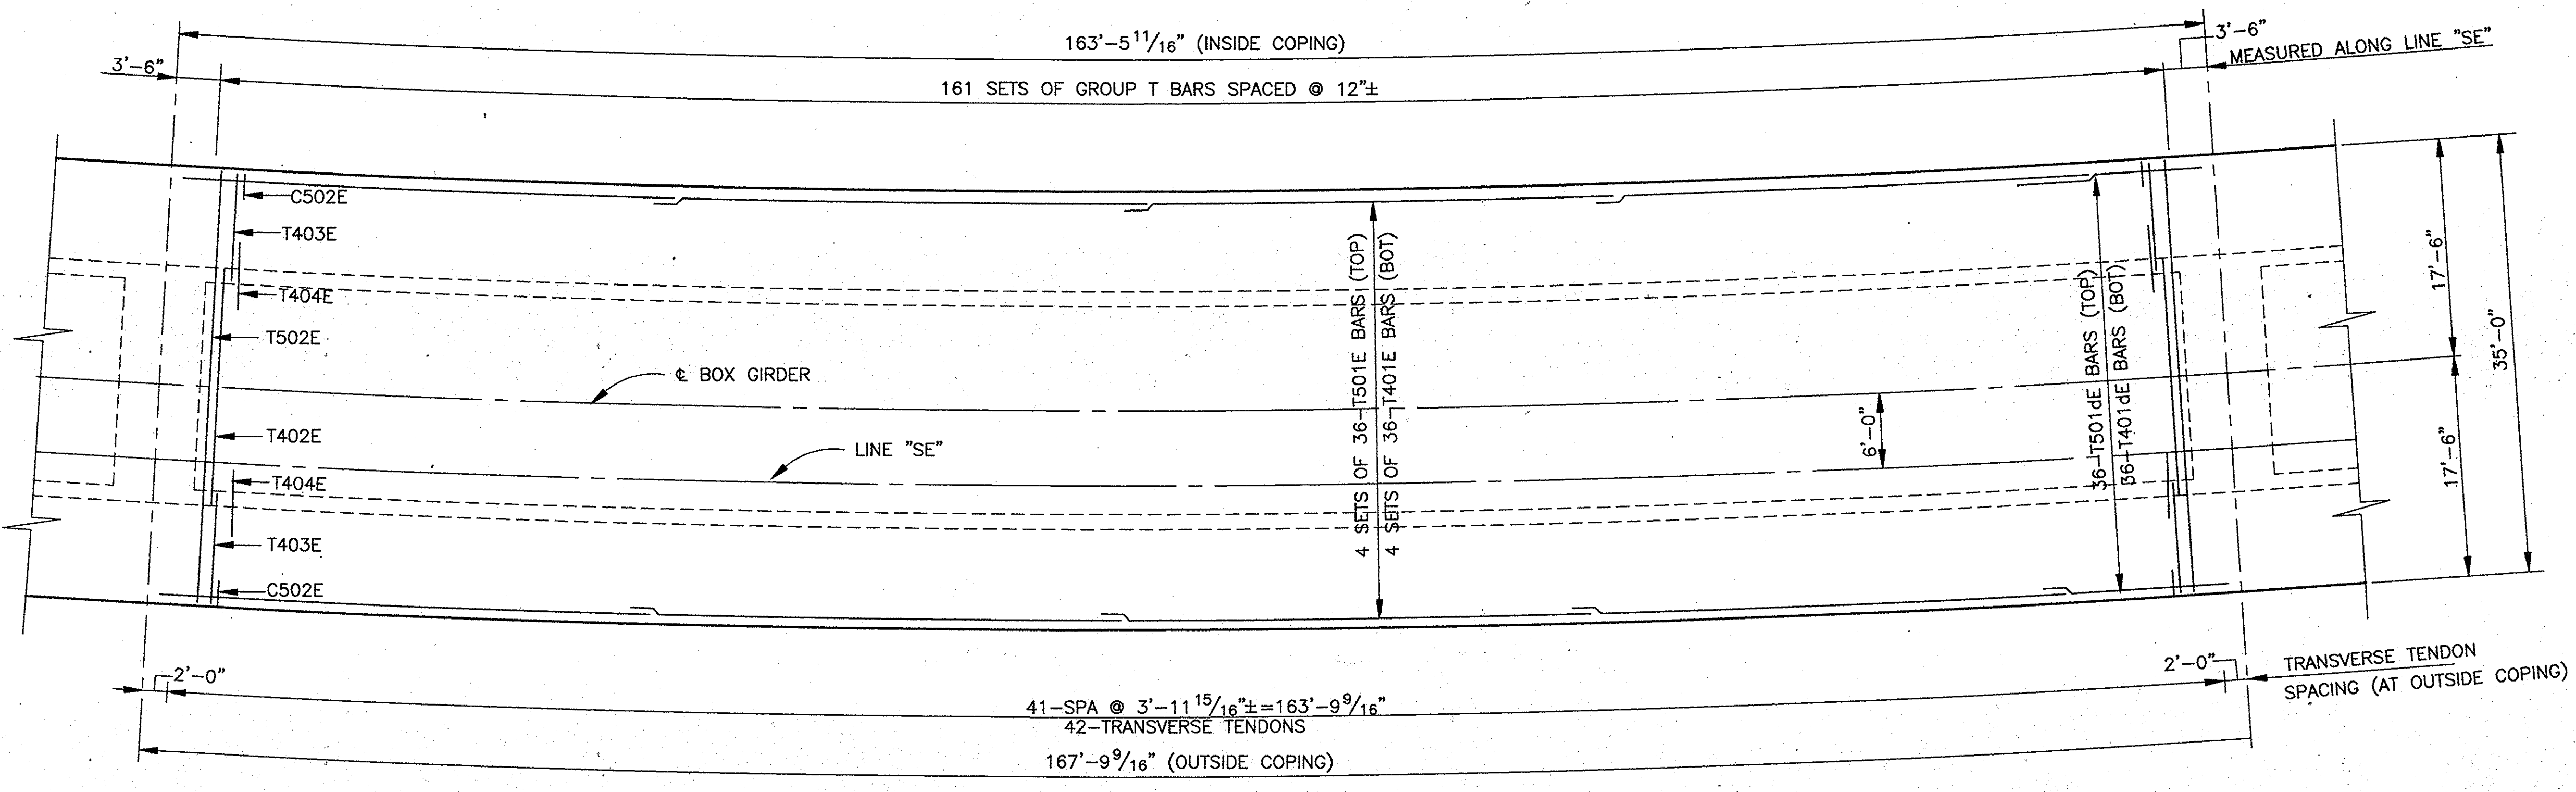 163'-5 11/16" (INSIDE COPING)
3'-6"
3'-6"
MEASURED ALONG LINE "SE"
161 SETS OF GROUP T BARS SPACED @ 12"±
C502E
T403E
T404E
T502E
℄ BOX GIRDER
T402E
LINE "SE"
T404E
T403E
C502E
4 SETS OF 36-T501E BARS (TOP)
4 SETS OF 36-T401E BARS (BOT)
6'-0"
36-T501dE BARS (TOP)
36-T401dE BARS (BOT)
17'-6"
17'-6"
35'-0"
2'-0"
2'-0"
TRANSVERSE TENDON
SPACING (AT OUTSIDE COPING)
41-SPA @ 3'-11 15/16"±=163'-9 9/16"
42-TRANSVERSE TENDONS
167'-9 9/16" (OUTSIDE COPING)